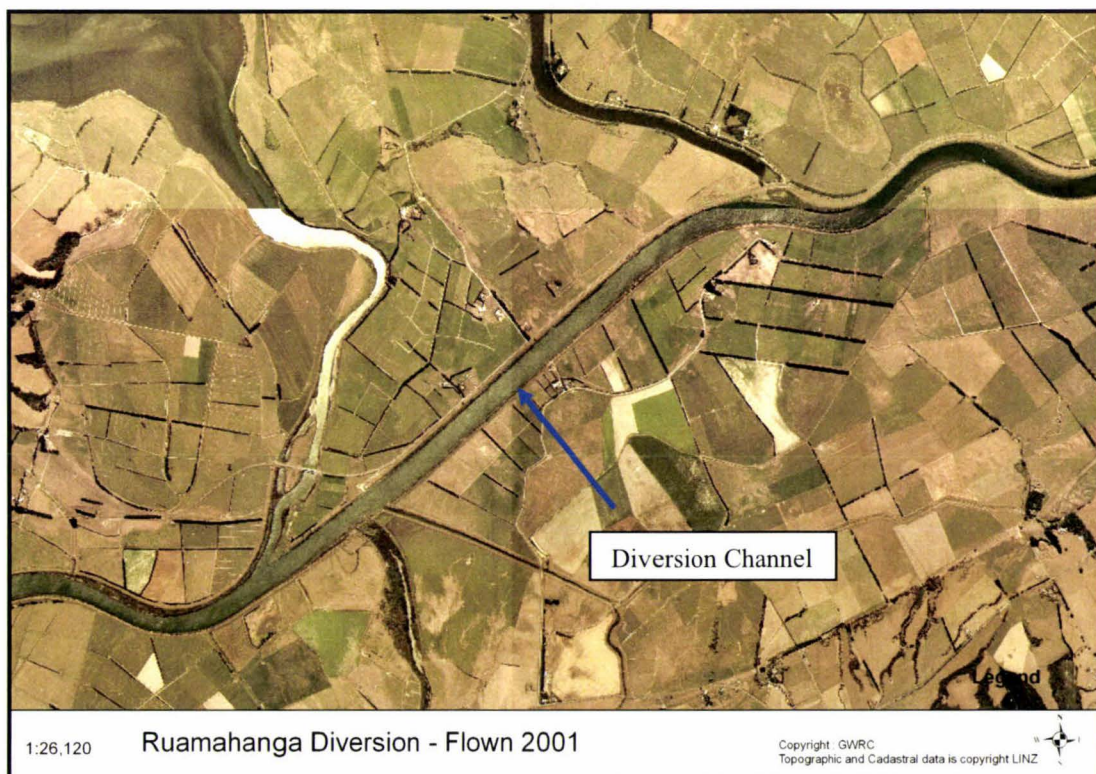 Diversion Channel
Legend
1:26,120
Ruamahanga Diversion - Flown 2001
Copyright : GWRC
Topographic and Cadastral data is copyright LINZ